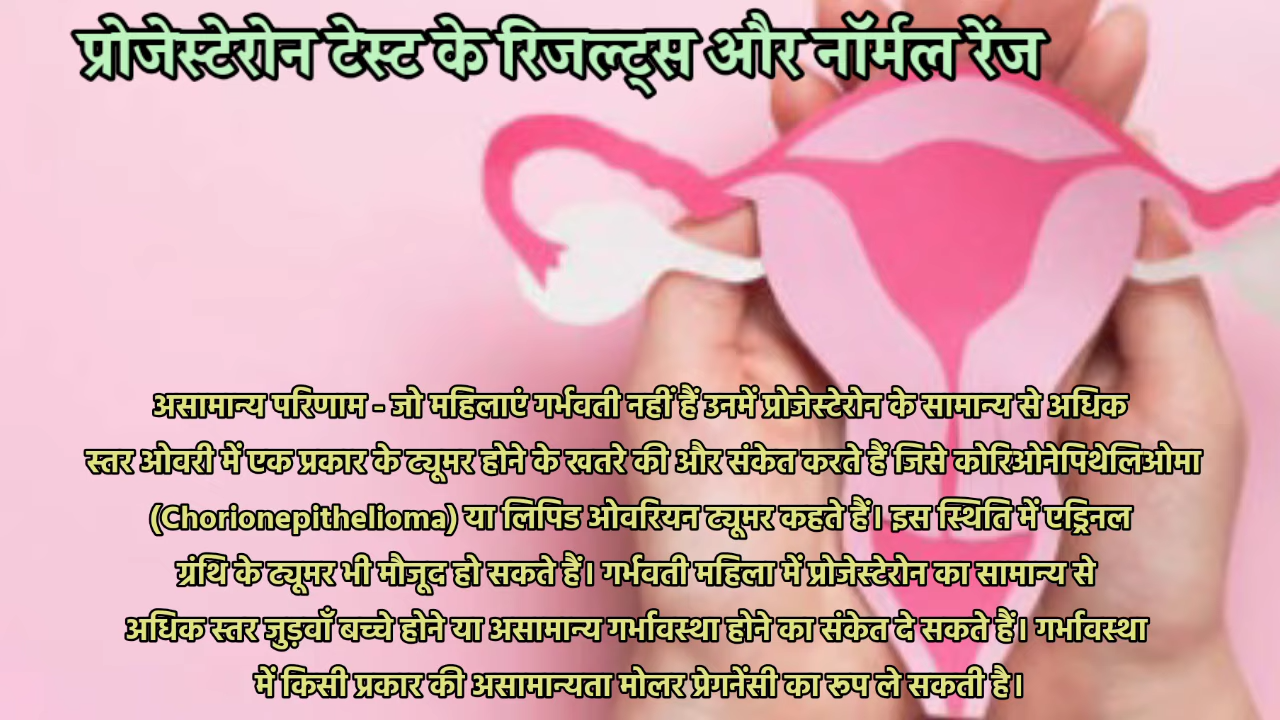 प्रोजेस्टेरोन टेस्ट के रिजल्ट्स और नॉर्मल रेंज
असामान्य परिणाम - जो महिलाएं गर्भवती नहीं हैं उनमें प्रोजेस्टेरोन के सामान्य से अधिक
स्तर ओवरी में एक प्रकार के ट्यूमर होने के खतरे की और संकेत करते हैं जिसे कोरिओनेपिथेलिओमा
(Chorionepithelioma) या लिपिड ओवरियन ट्यूमर कहते हैं। इस स्थिति में एड्रिनल
ग्रंथि के ट्यूमर भी मौजूद हो सकते हैं। गर्भवती महिला में प्रोजेस्टेरोन का सामान्य से
अधिक स्तर जुड़वाँ बच्चे होने या असामान्य गर्भावस्था होने का संकेत दे सकते हैं। गर्भावस्था
में किसी प्रकार की असामान्यता मोलर प्रेगनेंसी का रूप ले सकती है।